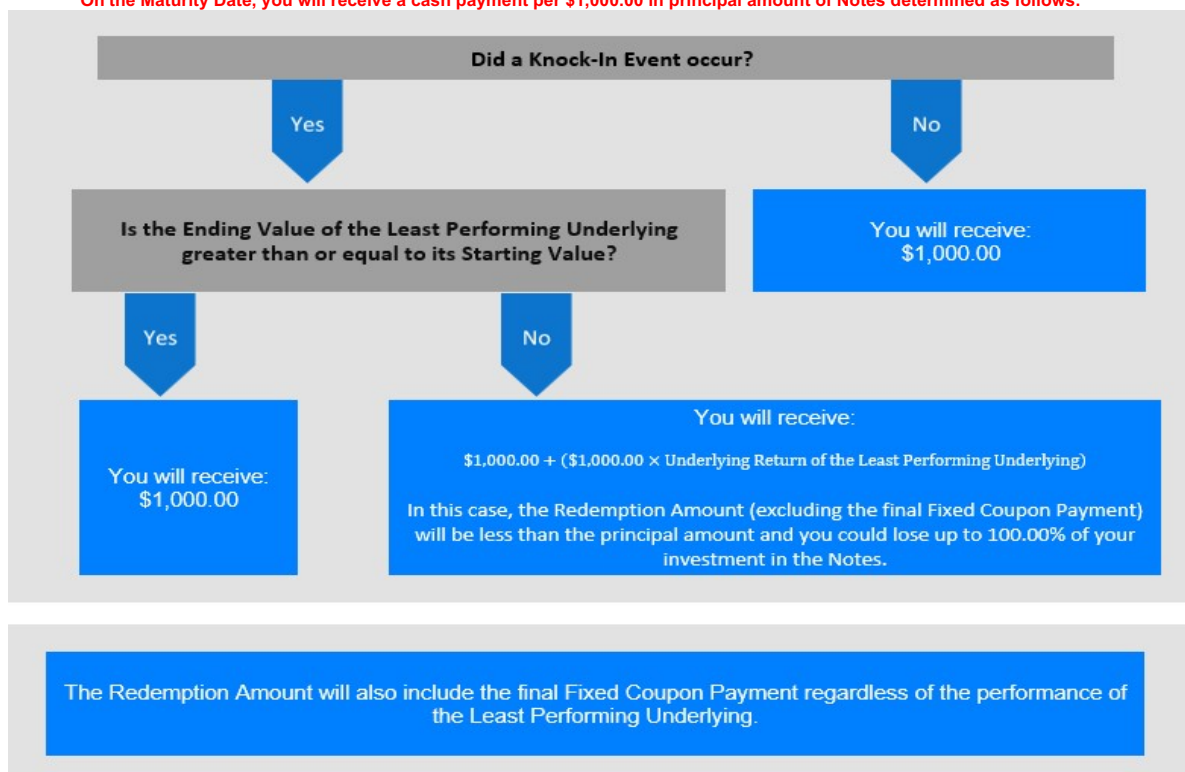 On the Maturity Date, you will receive a cash payment per $1,000.00 in principal amount of Notes determined as follows:
Did a Knock-In Event occur?
Yes
No
Is the Ending Value of the Least Performing Underlying
greater than or equal to its Starting Value?
You will receive:
$1,000.00
Yes
No
You will receive:
$1,000.00
You will receive:
$1,000.00 + ($1,000.00 × Underlying Return of the Least Performing Underlying)
In this case, the Redemption Amount (excluding the final Fixed Coupon Payment)
will be less than the principal amount and you could lose up to 100.00% of your
investment in the Notes.
The Redemption Amount will also include the final Fixed Coupon Payment regardless of the performance of
the Least Performing Underlying.